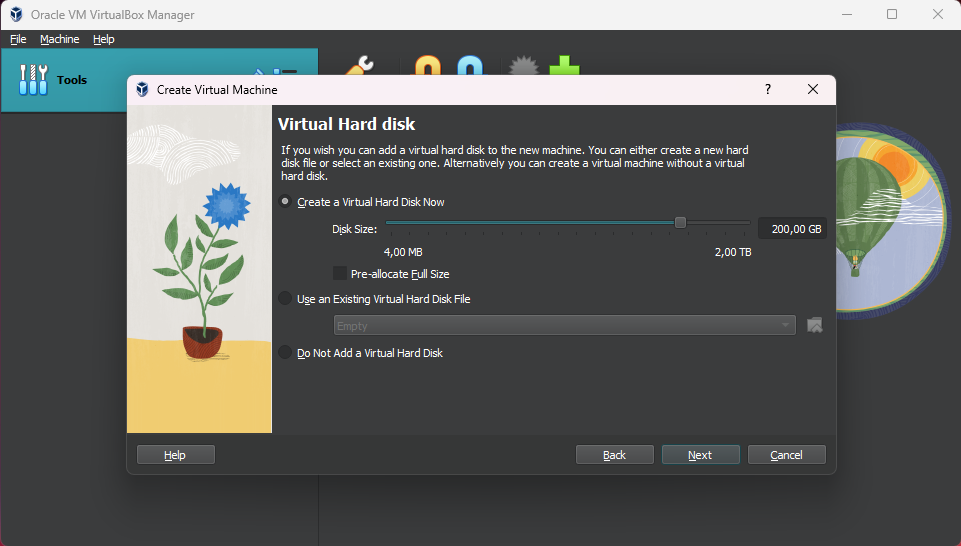 Oracle VM VirtualBox Manager
File Machine Help
Tools
Create Virtual Machine
?
Virtual Hard disk
If you wish you can add a virtual hard disk to the new machine. You can either create a new hard
disk file or select an existing one. Alternatively you can create a virtual machine without a virtual
hard disk.
Create a Virtual Hard Disk Now
Disk Size:
200,00 GB
4,00 MB
2,00 TB
Pre-allocate Full Size
Use an Existing Virtual Hard Disk File
Empty
Do Not Add a Virtual Hard Disk
Help
Back
Next
Cancel